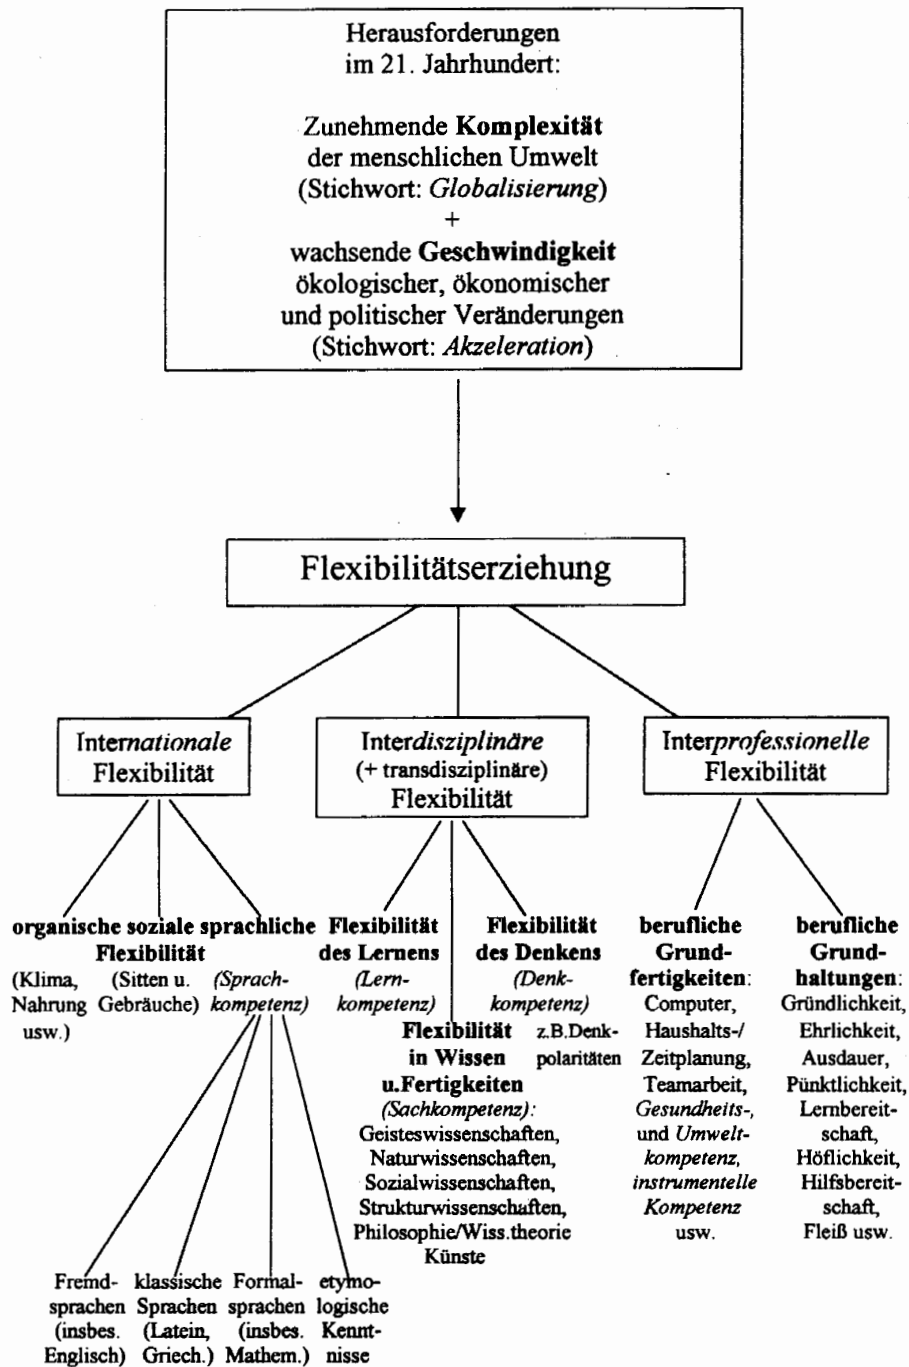 Herausforderungen
im 21. Jahrhundert:
Zunehmende Komplexität
der menschlichen Umwelt
(Stichwort: Globalisierung)
+
wachsende Geschwindigkeit
ökologischer, ökonomischer
und politischer Veränderungen
(Stichwort: Akzeleration)
Flexibilitätserziehung
Internationale
Flexibilität
Interdisziplinäre
(+ transdisziplinäre)
Flexibilität
Interprofessionelle
Flexibilität
organische soziale sprachliche
Flexibilität
(Klima,
Nahrung
usw.)
(Sitten u.
Gebräuche)
(Sprach-
kompetenz)
Fremd-
sprachen
(insbes.
Englisch)
klassische
Sprachen
(Latein,
Griech.)
Formal-
sprachen
(insbes.
Mathem.)
etymo-
logische
Kennt-
nisse
Flexibilität
des Lernens
(Lern-
kompetenz)
Flexibilität
in Wissen
u.Fertigkeiten
(Sachkompetenz):
Geisteswissenschaften,
Naturwissenschaften,
Sozialwissenschaften,
Strukturwissenschaften,
Philosophie/Wiss.theorie
Künste
Flexibilität
des Denkens
(Denk-
kompetenz)
z.B.Denk-
polaritäten
berufliche
Grund-
fertigkeiten:
Computer,
Haushalts-/
Zeitplanung,
Teamarbeit,
Gesundheits-,
und Umwelt-
kompetenz,
instrumentelle
Kompetenz
usw.
berufliche
Grund-
haltungen:
Gründlichkeit,
Ehrlichkeit,
Ausdauer,
Pünktlichkeit,
Lernbereit-
schaft,
Höflichkeit,
Hilfsbereit-
schaft,
Fleiß usw.